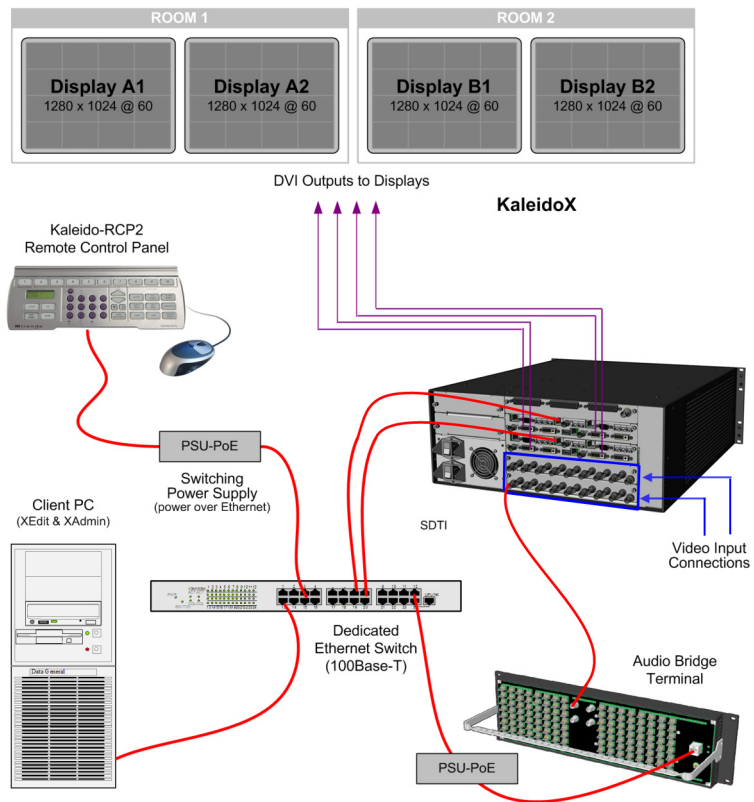 ROOM 1
ROOM 2
Display A1
1280 x 1024 @ 60
Display A2
1280 x 1024 @ 60
Display B1
1280 x 1024 @ 60
Display B2
1280 x 1024 @ 60
DVI Outputs to Displays
KaleidoX
Kaleido-RCP2
Remote Control Panel
PSU-PoE
Switching
Power Supply
(power over Ethernet)
Client PC
(XEdit & XAdmin)
SDTI
Video Input
Connections
Dedicated
Ethernet Switch
(100Base-T)
Data General
Audio Bridge
Terminal
PSU-PoE